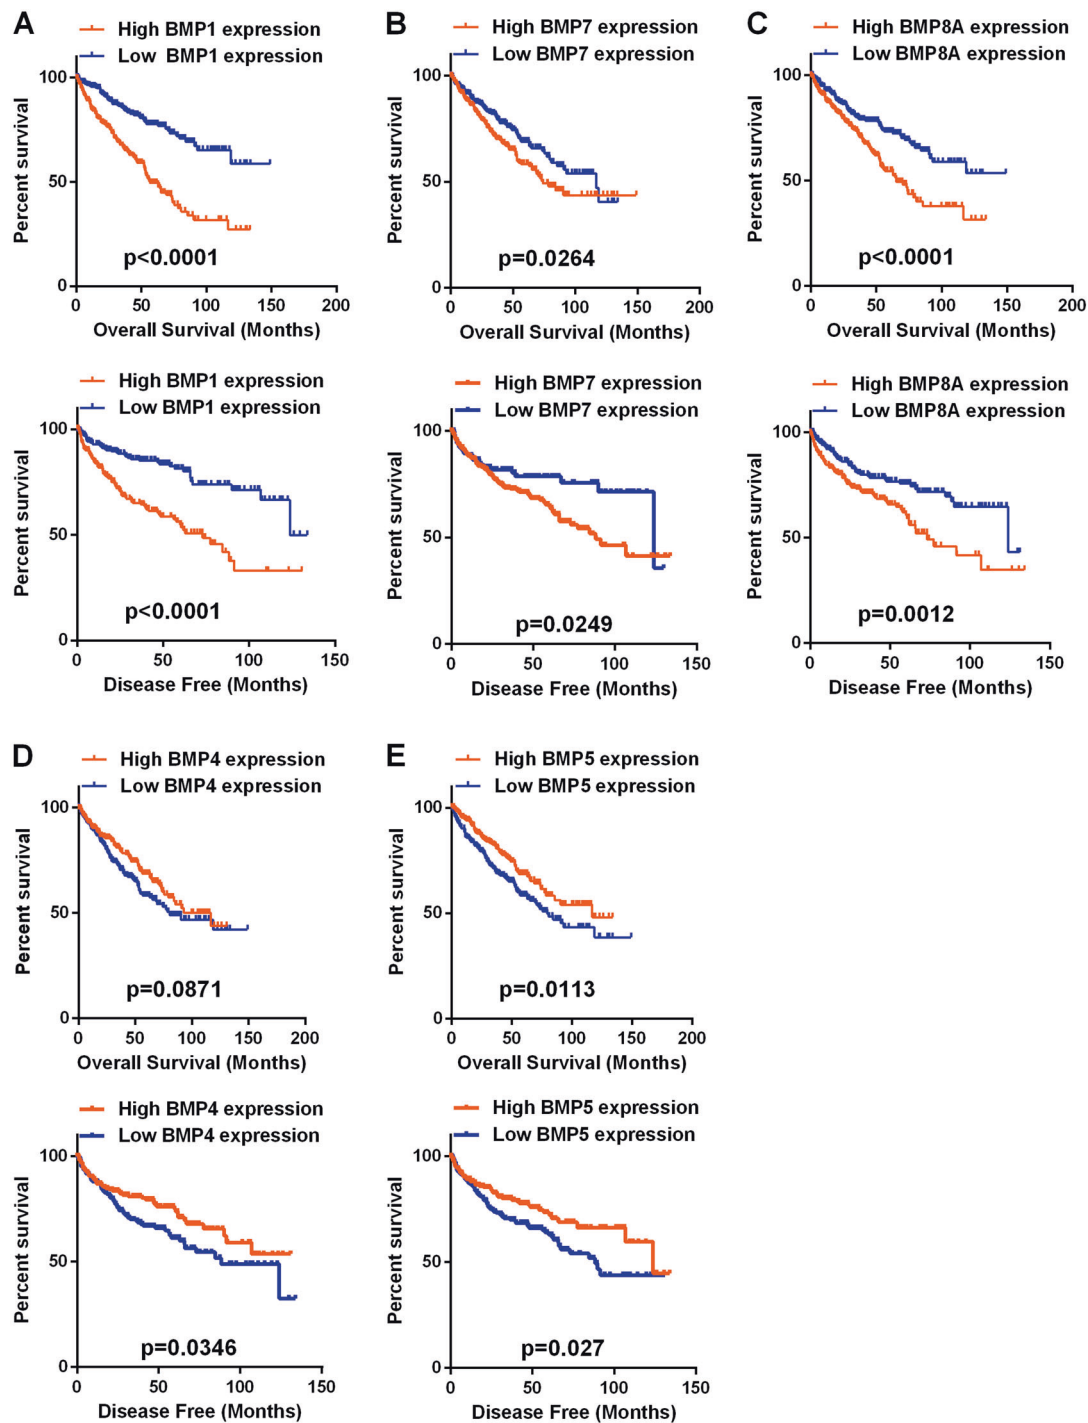 A
High BMP1 expression
Low BMP1 expression
Percent survival
100
50
0
p<0.0001
0 50 100 150 200
Overall Survival (Months)
High BMP1 expression
Low BMP1 expression
Percent survival
100
50
0
p<0.0001
0 50 100 150
Disease Free (Months)
B
High BMP7 expression
Low BMP7 expression
Percent survival
100
50
0
p=0.0264
0 50 100 150 200
Overall Survival (Months)
High BMP7 expression
Low BMP7 expression
Percent survival
100
50
0
p=0.0249
0 50 100 150
Disease Free (Months)
C
High BMP8A expression
Low BMP8A expression
Percent survival
100
50
0
p<0.0001
0 50 100 150 200
Overall Survival (Months)
High BMP8A expression
Low BMP8A expression
Percent survival
100
50
0
p=0.0012
0 50 100 150
Disease Free (Months)
D
High BMP4 expression
Low BMP4 expression
Percent survival
100
50
0
p=0.0871
0 50 100 150 200
Overall Survival (Months)
High BMP4 expression
Low BMP4 expression
Percent survival
100
50
0
p=0.0346
0 50 100 150
Disease Free (Months)
E
High BMP5 expression
Low BMP5 expression
Percent survival
100
50
0
p=0.0113
0 50 100 150 200
Overall Survival (Months)
High BMP5 expression
Low BMP5 expression
Percent survival
100
50
0
p=0.027
0 50 100 150
Disease Free (Months)